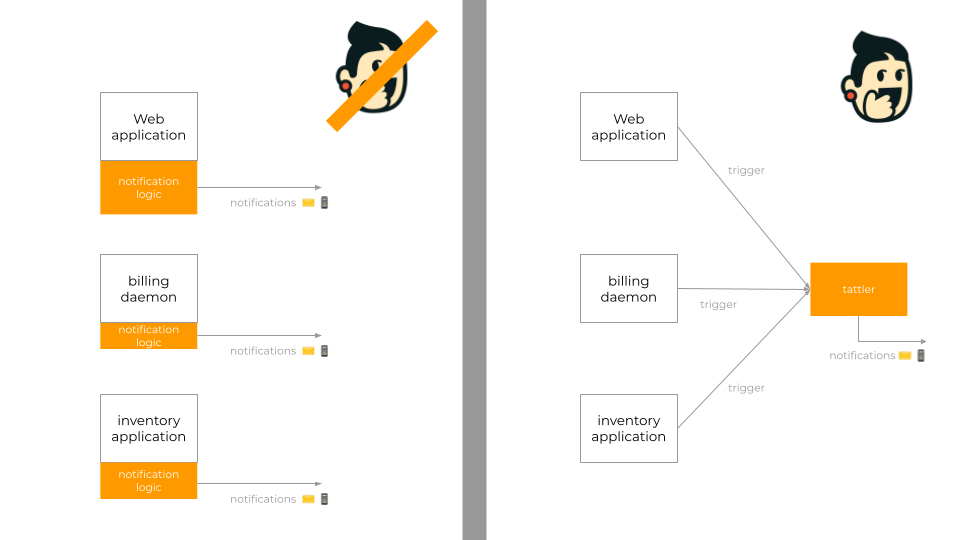 Web
application
notification
logic
notifications
billing
daemon
notification
logic
notifications
inventory
application
notification
logic
notifications
Web
application
trigger
billing
daemon
trigger
tattler
notifications
inventory
application
trigger